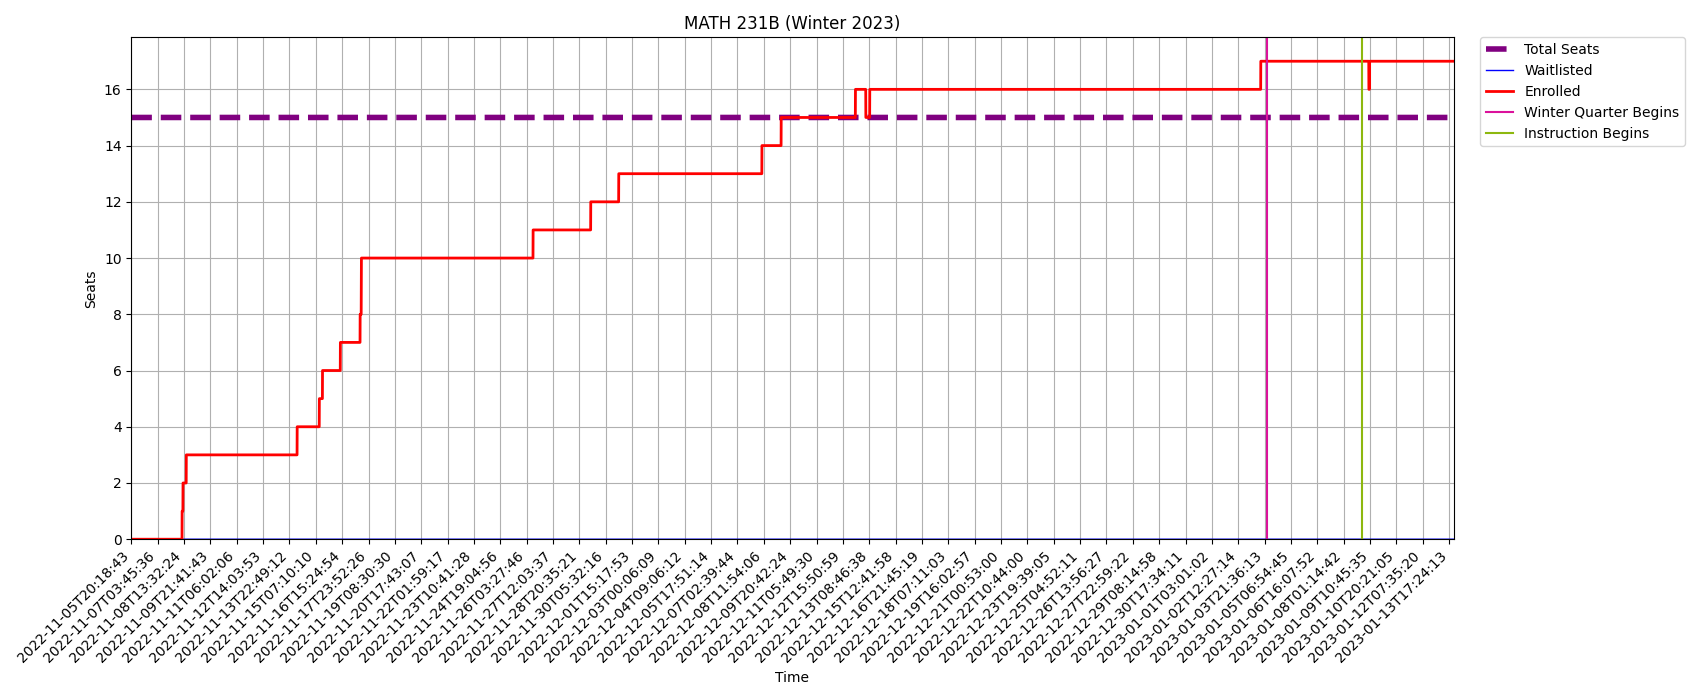 MATH 231B (Winter 2023)
Total Seats
Waitlisted
Enrolled
Winter Quarter Begins
Instruction Begins
Seats
16
14
12
10
8
6
4
2
0
2022-11-05T20:18:43
2022-11-07T03:45:36
2022-11-08T13:32:24
2022-11-09T21:41:43
2022-11-11T06:02:06
2022-11-12T14:03:53
2022-11-13T22:49:12
2022-11-15T07:10:10
2022-11-16T15:24:54
2022-11-17T23:52:26
2022-11-19T08:30:30
2022-11-20T17:43:07
2022-11-22T01:59:17
2022-11-23T10:41:28
2022-11-24T19:04:56
2022-11-26T03:27:46
2022-11-27T12:03:37
2022-11-28T20:35:21
2022-11-30T05:32:16
2022-12-01T15:17:53
2022-12-03T00:06:09
2022-12-04T09:06:12
2022-12-05T17:51:14
2022-12-07T02:39:44
2022-12-08T11:54:06
2022-12-09T20:42:24
2022-12-11T05:49:30
2022-12-12T15:50:59
2022-12-13T08:46:38
2022-12-15T12:41:58
2022-12-16T21:45:19
2022-12-18T07:11:03
2022-12-19T16:02:57
2022-12-21T00:53:00
2022-12-22T10:44:00
2022-12-23T19:39:05
2022-12-25T04:52:11
2022-12-26T13:56:27
2022-12-27T22:59:22
2022-12-29T08:14:58
2022-12-30T17:34:11
2023-01-01T03:01:02
2023-01-02T12:27:14
2023-01-03T21:36:13
2023-01-05T06:54:45
2023-01-06T16:07:52
2023-01-08T01:14:42
2023-01-09T10:45:35
2023-01-10T20:21:05
2023-01-12T07:35:20
2023-01-13T17:24:13
Time